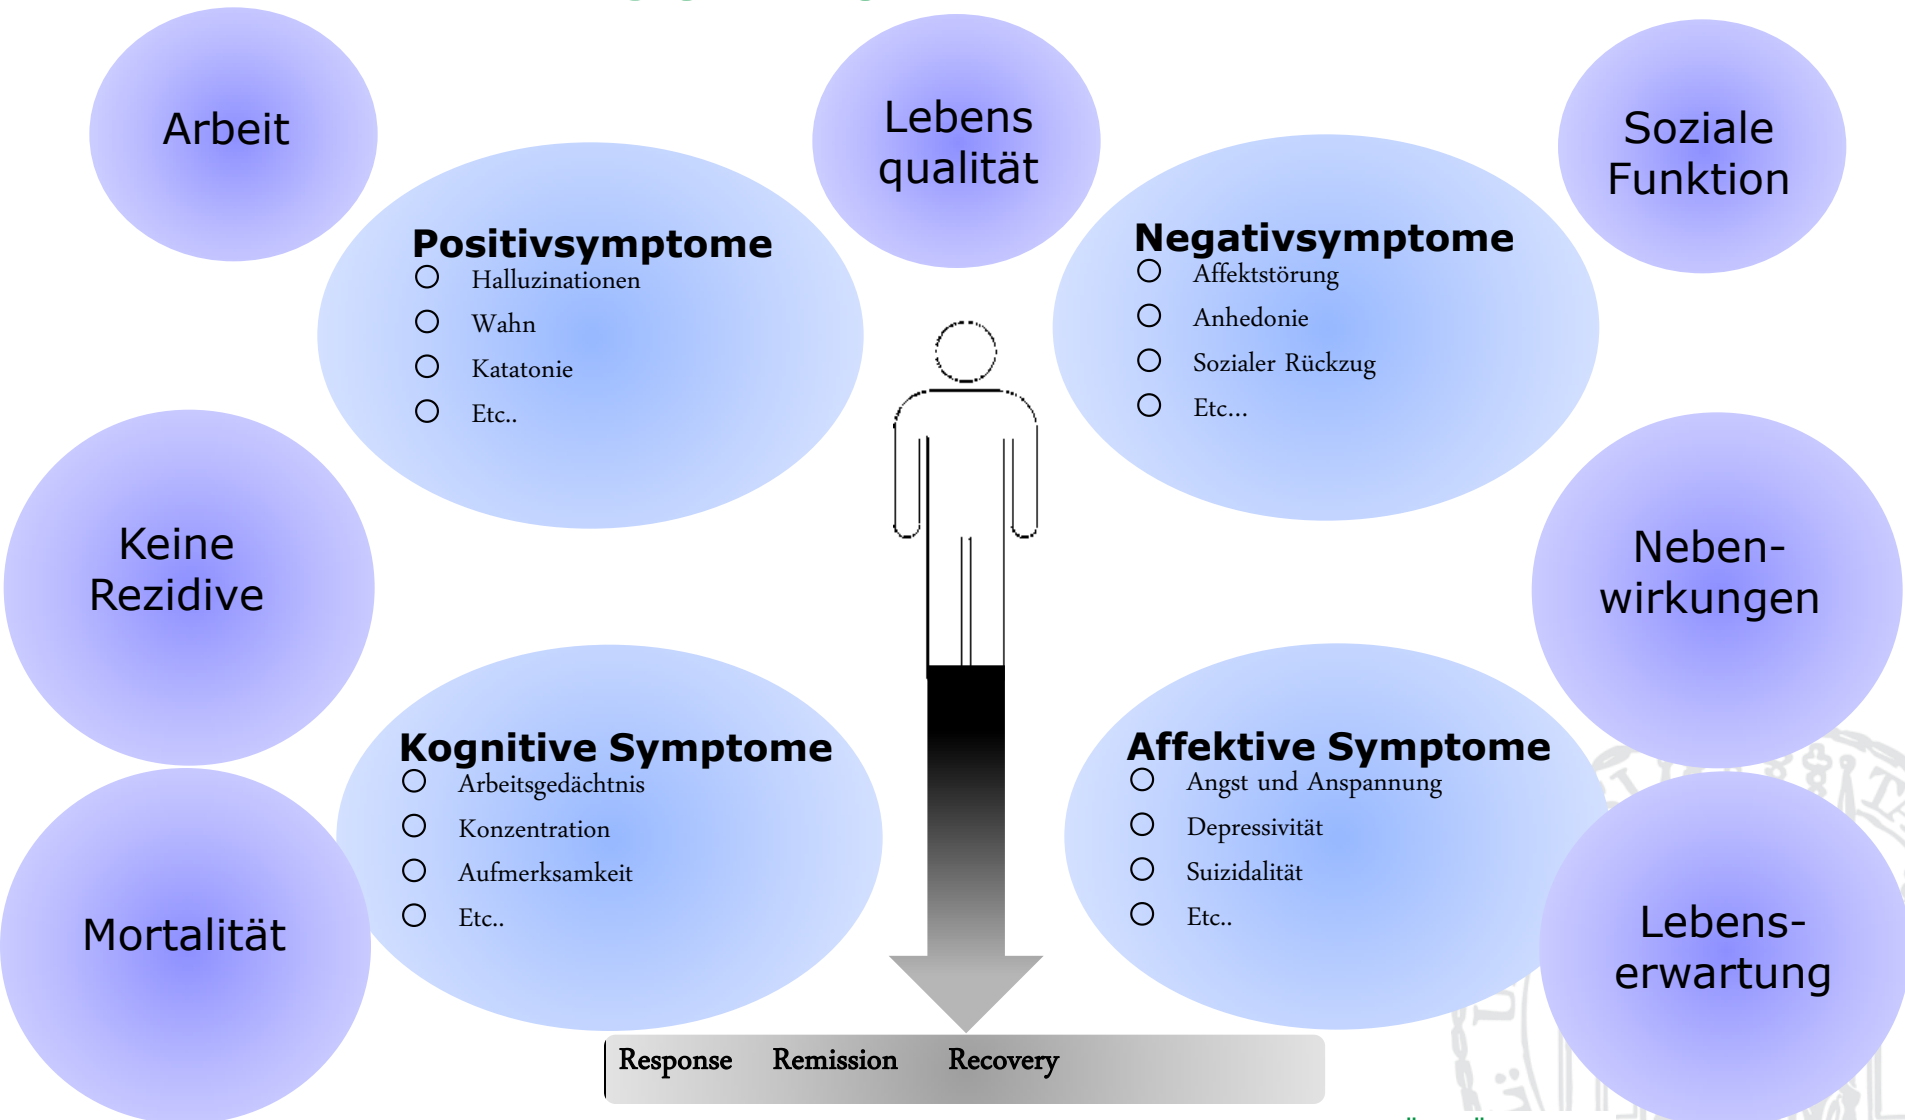 Arbeit
Lebens
qualität
Soziale
Funktion
Positivsymptome
Halluzinationen
Wahn
Katatonie
Etc..
Negativsymptome
Affektstörung
Anhedonie
Sozialer Rückzug
Etc...
Keine
Rezidive
Neben-
wirkungen
Kognitive Symptome
Arbeitsgedächtnis
Konzentration
Aufmerksamkeit
Etc..
Affektive Symptome
Angst und Anspannung
Depressivität
Suizidalität
Etc..
Mortalität
Lebens-
erwartung
Response Remission Recovery